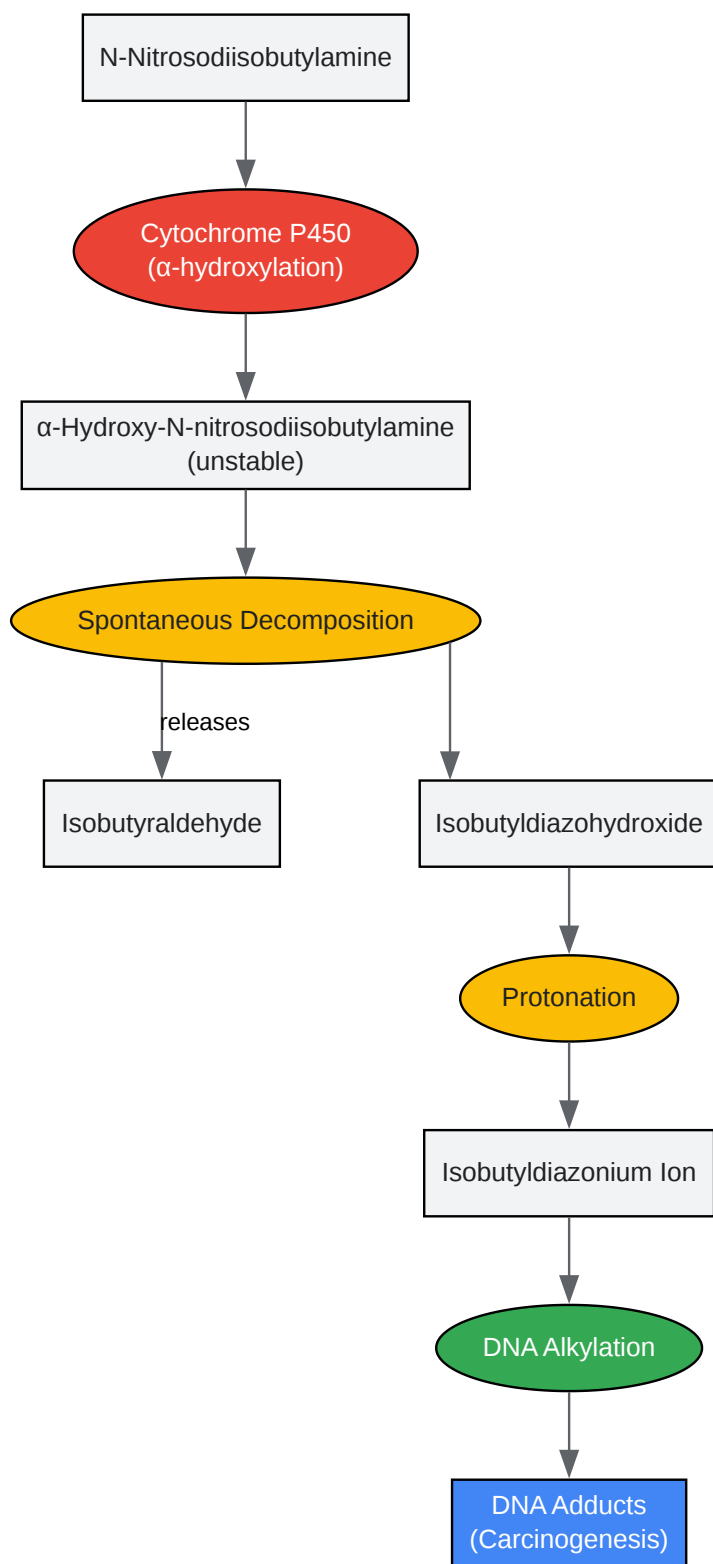 N-Nitrosodiisobutylamine
Cytochrome P450
(α-hydroxylation)
α-Hydroxy-N-nitrosodiisobutylamine
(unstable)
Spontaneous Decomposition
releases
Isobutyraldehyde
Isobutyldiazohydroxide
Protonation
Isobutyldiazonium Ion
DNA Alkylation
DNA Adducts
(Carcinogenesis)